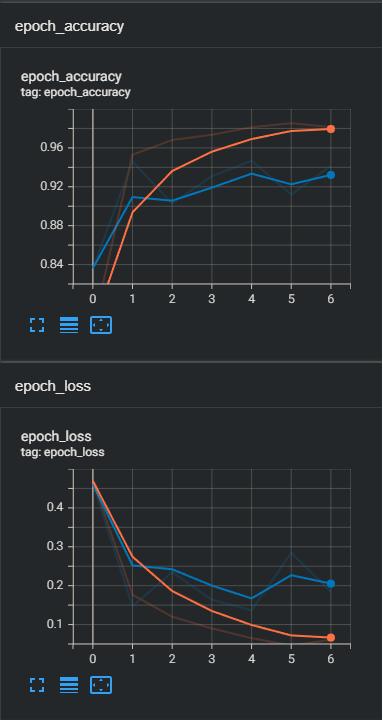 epoch_accuracy
epoch_accuracy
tag: epoch_accuracy
0.96
0.92
0.88
0.84
0 1 2 3 4 5 6
epoch_loss
epoch_loss
tag: epoch_loss
0.4
0.3
0.2
0.1
0 1 2 3 4 5 6